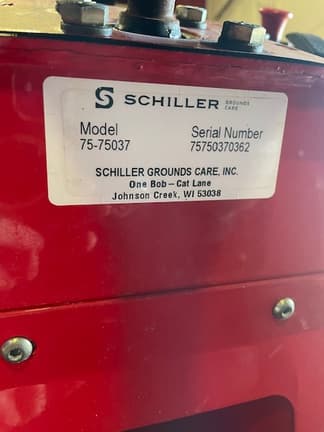 S SCHILLER GROUNDS CARE
Model Serial Number
75-75037 75750370362
SCHILLER GROUNDS CARE, INC.
One Bob-Cat Lane
Johnson Creek, WI 53038